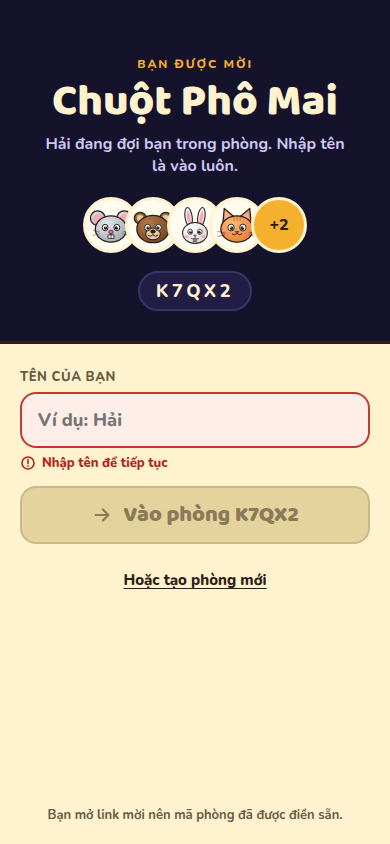 BẠN ĐƯỢC MỜI
Chuột Phô Mai
Hải đang đợi bạn trong phòng. Nhập tên
là vào luôn.
+2
K7QX2
TÊN CỦA BẠN
Ví dụ: Hải
Nhập tên để tiếp tục
Vào phòng K7QX2
Hoặc tạo phòng mới
Bạn mở link mời nên mã phòng đã được điền sẵn.